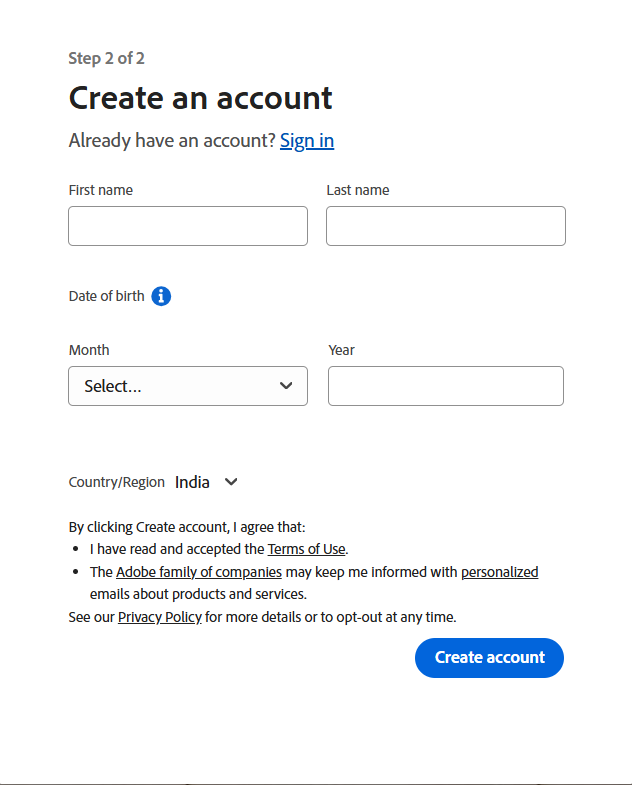 Step 2 of 2
Create an account
Already have an account? Sign in
First name
Last name
Date of birth
Month
Year
Select...
Country/Region India
By clicking Create account, I agree that:
• I have read and accepted the Terms of Use.
• The Adobe family of companies may keep me informed with personalized
emails about products and services.
See our Privacy Policy for more details or to opt-out at any time.
Create account